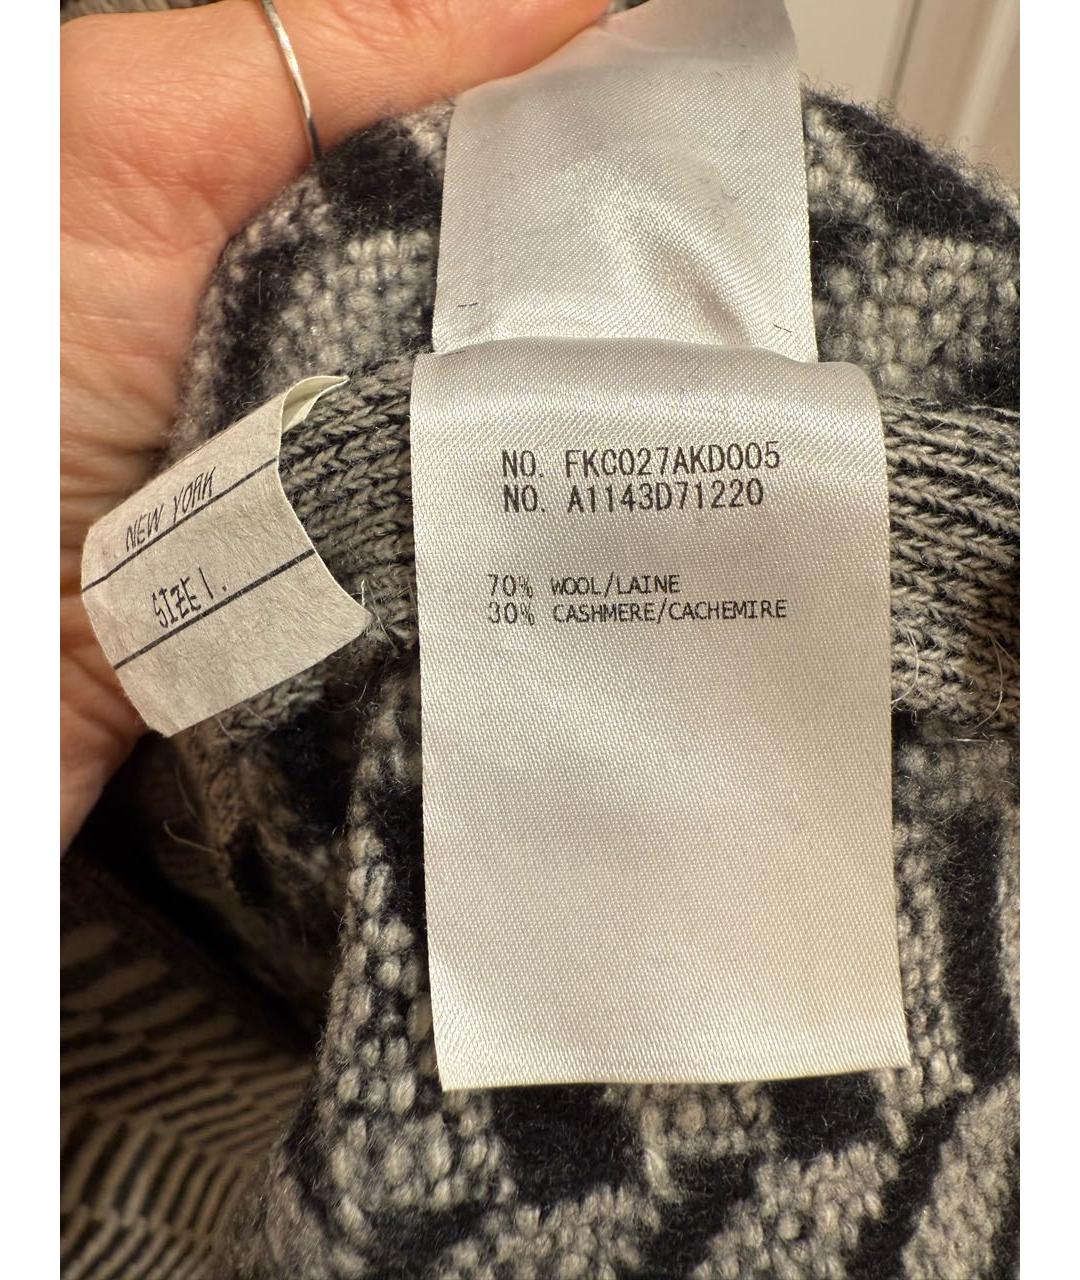 NEW YORK
SIZE 1.
NO. FKC027AKD005
NO. A1143D71220
70% WOOL/LAINE
30% CASHMERE/CACHEMIRE